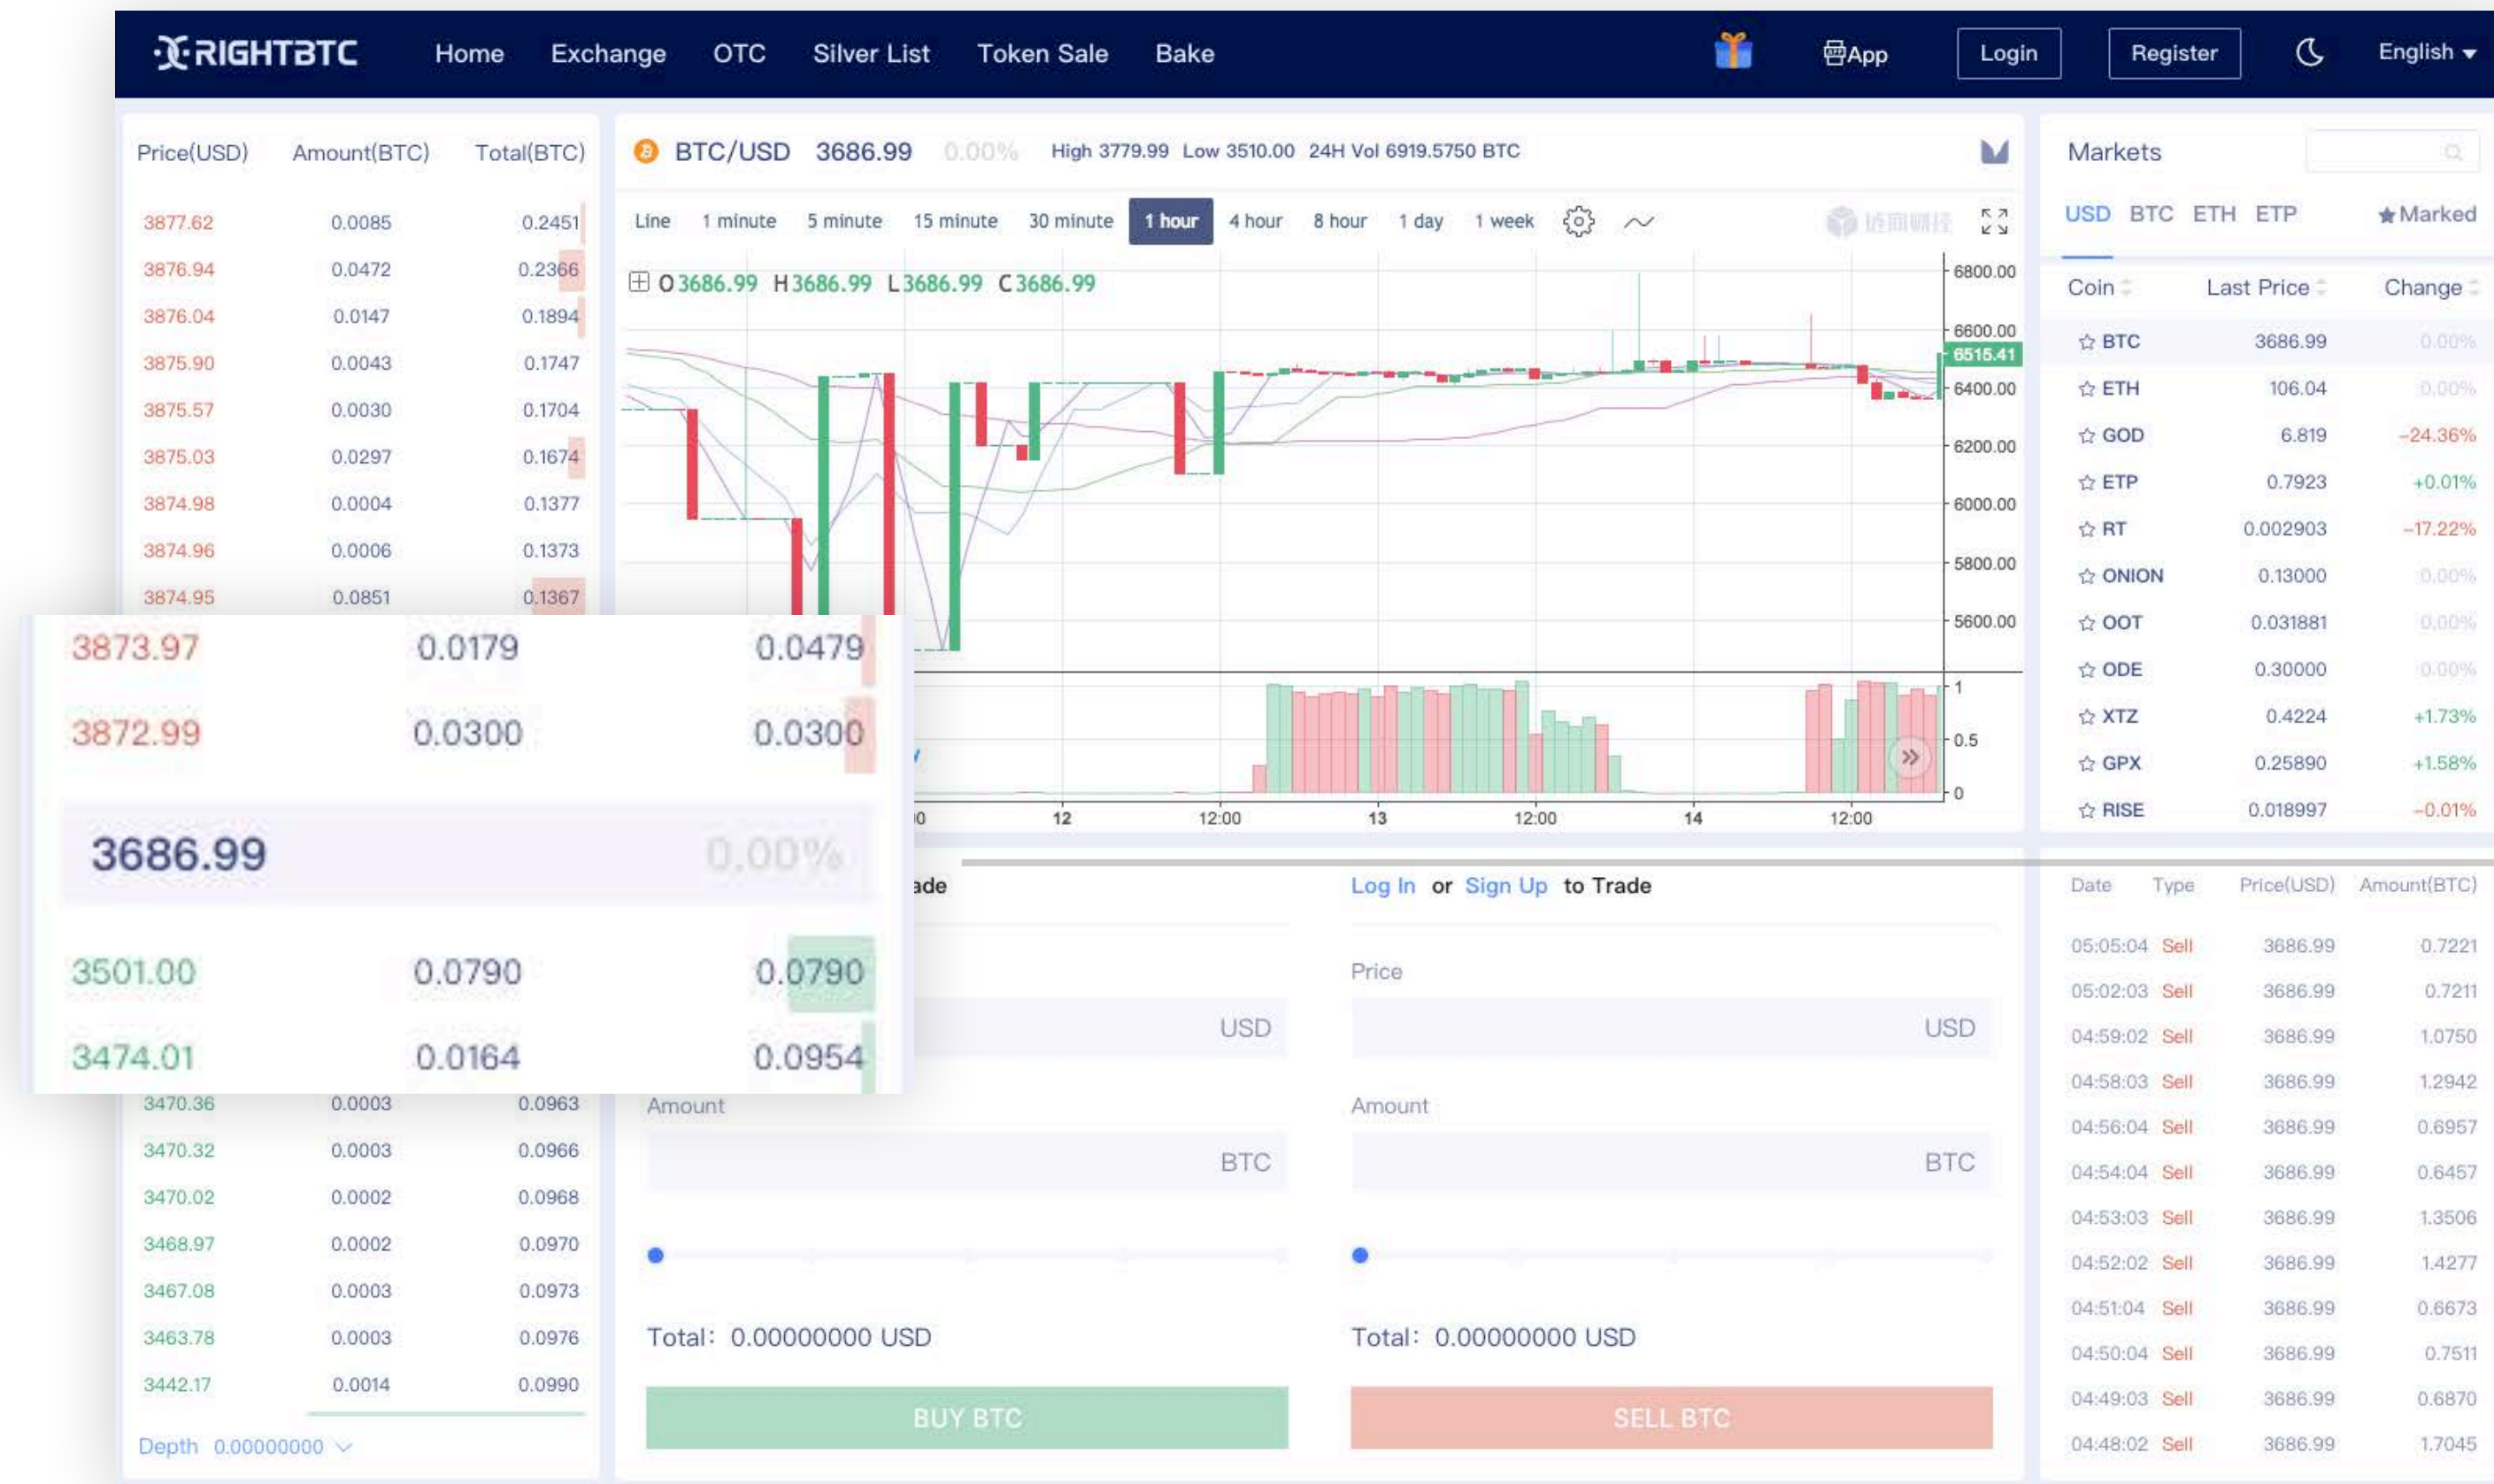 RIGHTBTC Home Exchange OTC Silver List Token Sale Bake App Login Register English
Price(USD) Amount(BTC) Total(BTC)
3877.62 0.0085 0.2451
3876.94 0.0472 0.2366
3876.04 0.0147 0.1894
3875.90 0.0043 0.1747
3875.57 0.0030 0.1704
3875.03 0.0297 0.1674
3874.98 0.0004 0.1377
3874.96 0.0006 0.1373
3874.95 0.0851 0.1367
3873.97 0.0179 0.0479
3872.99 0.0300 0.0300
3686.99 0.00%
3501.00 0.0790 0.0790
3474.01 0.0164 0.0954
3470.36 0.0003 0.0963
3470.32 0.0003 0.0966
3470.02 0.0002 0.0968
3468.97 0.0002 0.0970
3467.08 0.0003 0.0973
3463.78 0.0003 0.0976
3442.17 0.0014 0.0990
Depth 0.00000000
BTC/USD 3686.99 0.00% High 3779.99 Low 3510.00 24H Vol 6919.5750 BTC
Line 1 minute 5 minute 15 minute 30 minute 1 hour 4 hour 8 hour 1 day 1 week
O 3686.99 H 3686.99 L 3686.99 C 3686.99
6800.00
6600.00
6515.41
6400.00
6200.00
6000.00
5800.00
5600.00
1
0.5
0
12 12:00 13 12:00 14 12:00
ade
USD
Amount
BTC
Total: 0.00000000 USD
BUY BTC
Log In or Sign Up to Trade
Price
USD
Amount
BTC
Total: 0.00000000 USD
SELL BTC
Markets
USD BTC ETH ETP ★Marked
Coin Last Price Change
☆ BTC 3686.99 0.00%
☆ ETH 106.04 0.00%
☆ GOD 6.819 -24.36%
☆ ETP 0.7923 +0.01%
☆ RT 0.002903 -17.22%
☆ ONION 0.13000 0.00%
☆ OOT 0.031881 0.00%
☆ ODE 0.30000 0.00%
☆ XTZ 0.4224 +1.73%
☆ GPX 0.25890 +1.58%
☆ RISE 0.018997 -0.01%
Date Type Price(USD) Amount(BTC)
05:05:04 Sell 3686.99 0.7221
05:02:03 Sell 3686.99 0.7211
04:59:02 Sell 3686.99 1.0750
04:58:03 Sell 3686.99 1.2942
04:56:04 Sell 3686.99 0.6957
04:54:04 Sell 3686.99 0.6457
04:53:03 Sell 3686.99 1.3506
04:52:02 Sell 3686.99 1.4277
04:51:04 Sell 3686.99 0.6673
04:50:04 Sell 3686.99 0.7511
04:49:03 Sell 3686.99 0.6870
04:48:02 Sell 3686.99 1.7045